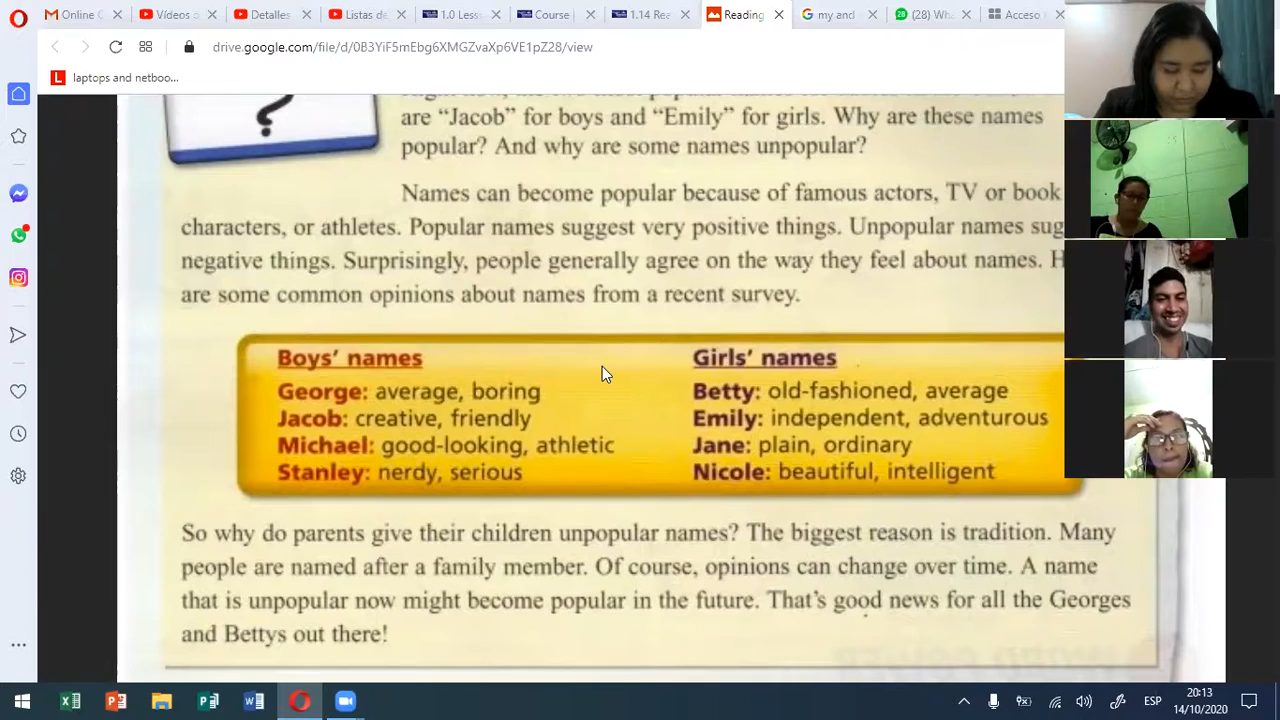 Online C
Vídeos p
Detalles
Listas de
1.0 Less
Course
1.14 Rea
Reading
my and
(28) Wha
Acceso
drive.google.com/file/d/0B3YiF5mEbg6XMGZvaXp6VE1pZ28/view
laptops and netboo...
?
are “Jacob” for boys and “Emily” for girls. Why are these names
popular? And why are some names unpopular?
Names can become popular because of famous actors, TV or book
characters, or athletes. Popular names suggest very positive things. Unpopular names sug
negative things. Surprisingly, people generally agree on the way they feel about names. H
are some common opinions about names from a recent survey.
Boys’ names
George: average, boring
Jacob: creative, friendly
Michael: good-looking, athletic
Stanley: nerdy, serious
Girls’ names
Betty: old-fashioned, average
Emily: independent, adventurous
Jane: plain, ordinary
Nicole: beautiful, intelligent
So why do parents give their children unpopular names? The biggest reason is tradition. Many
people are named after a family member. Of course, opinions can change over time. A name
that is unpopular now might become popular in the future. That’s good news for all the Georges
and Bettys out there!
ESP
20:13
14/10/2020